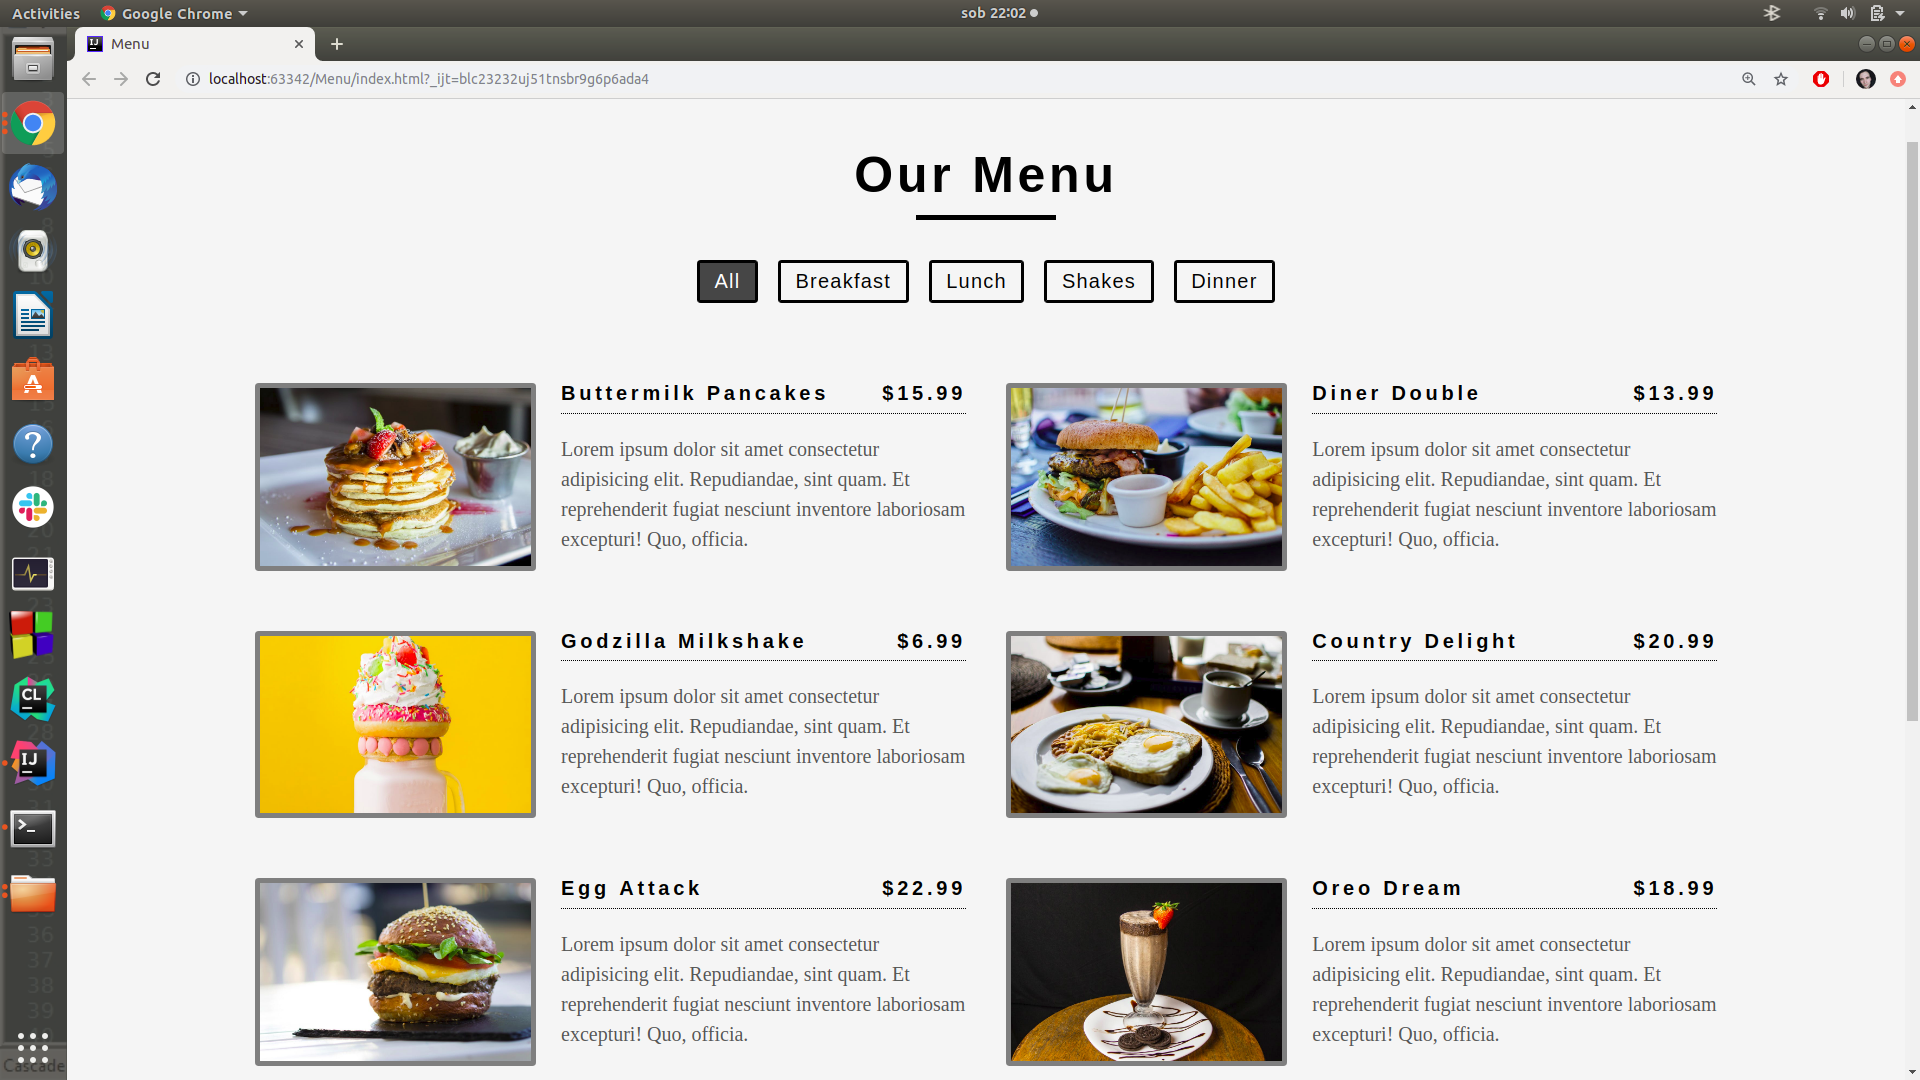 Activities
Google Chrome
sob 22:02
Menu
localhost:63342/Menu/index.html?_ijt=blc23232uj51tnsbr9g6p6ada4
Our Menu
All
Breakfast
Lunch
Shakes
Dinner
Buttermilk Pancakes $15.99
Lorem ipsum dolor sit amet consectetur
adipisicing elit. Repudiandae, sint quam. Et
reprehenderit fugiat nesciunt inventore laboriosam
excepturi! Quo, officia.
Diner Double $13.99
Lorem ipsum dolor sit amet consectetur
adipisicing elit. Repudiandae, sint quam. Et
reprehenderit fugiat nesciunt inventore laboriosam
excepturi! Quo, officia.
Godzilla Milkshake $6.99
Lorem ipsum dolor sit amet consectetur
adipisicing elit. Repudiandae, sint quam. Et
reprehenderit fugiat nesciunt inventore laboriosam
excepturi! Quo, officia.
Country Delight $20.99
Lorem ipsum dolor sit amet consectetur
adipisicing elit. Repudiandae, sint quam. Et
reprehenderit fugiat nesciunt inventore laboriosam
excepturi! Quo, officia.
Egg Attack $22.99
Lorem ipsum dolor sit amet consectetur
adipisicing elit. Repudiandae, sint quam. Et
reprehenderit fugiat nesciunt inventore laboriosam
excepturi! Quo, officia.
Oreo Dream $18.99
Lorem ipsum dolor sit amet consectetur
adipisicing elit. Repudiandae, sint quam. Et
reprehenderit fugiat nesciunt inventore laboriosam
excepturi! Quo, officia.
CL
IJ
36
37
38
39
Cascade